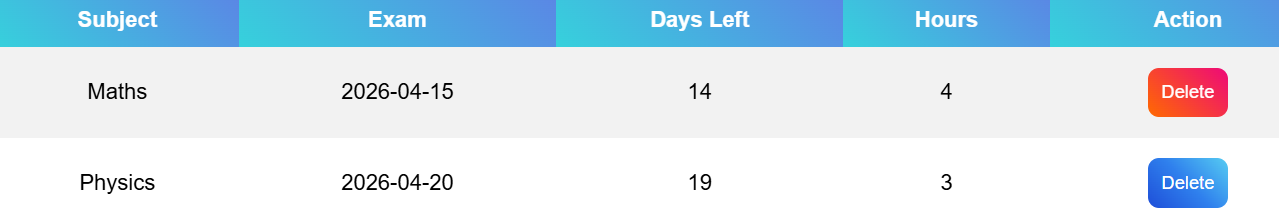 Subject Exam Days Left Hours Action
Maths 2026-04-15 14 4 Delete
Physics 2026-04-20 19 3 Delete